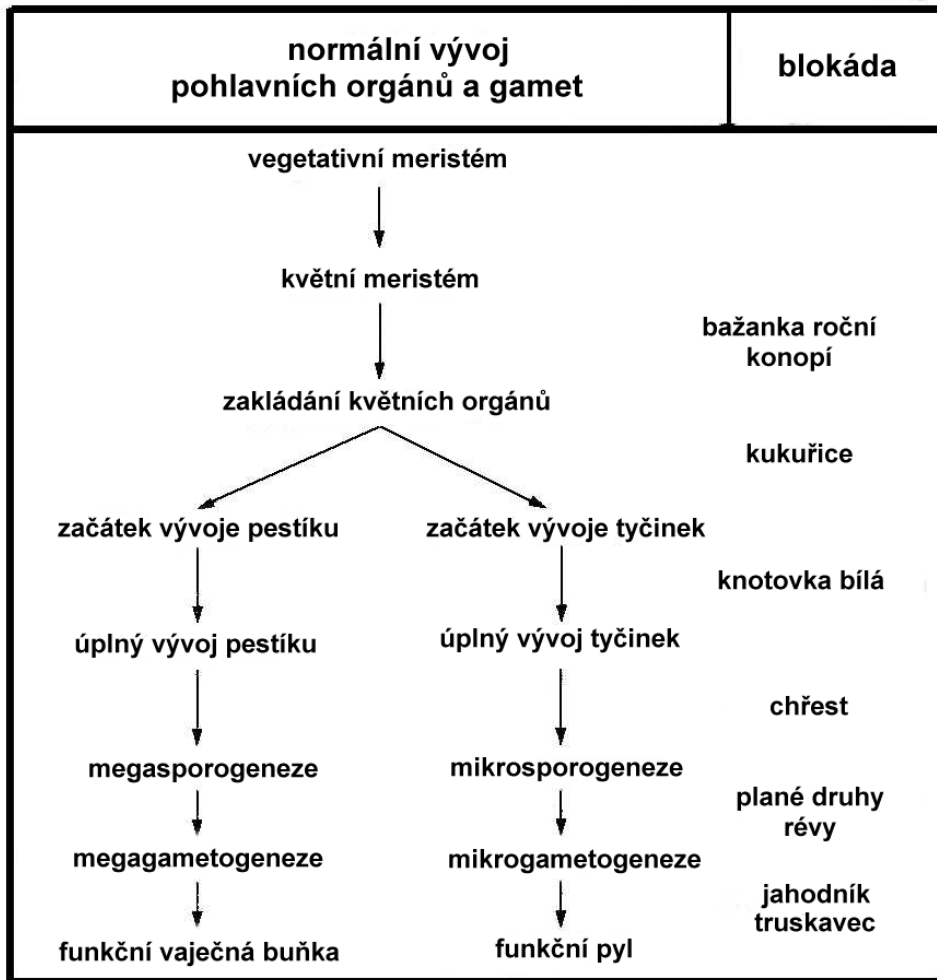 normální vývoj
pohlavních orgánů a gamet
blokáda
vegetativní meristém
květní meristém
bažanka roční
konopí
zakládání květních orgánů
kukuřice
začátek vývoje pestíku
začátek vývoje tyčinek
knotovka bílá
úplný vývoj pestíku
úplný vývoj tyčinek
chřest
megasporogeneze
mikrosporogeneze
plané druhy
révy
megagametogeneze
mikrogametogeneze
jahodník
truskavec
funkční vaječná buňka
funkční pyl